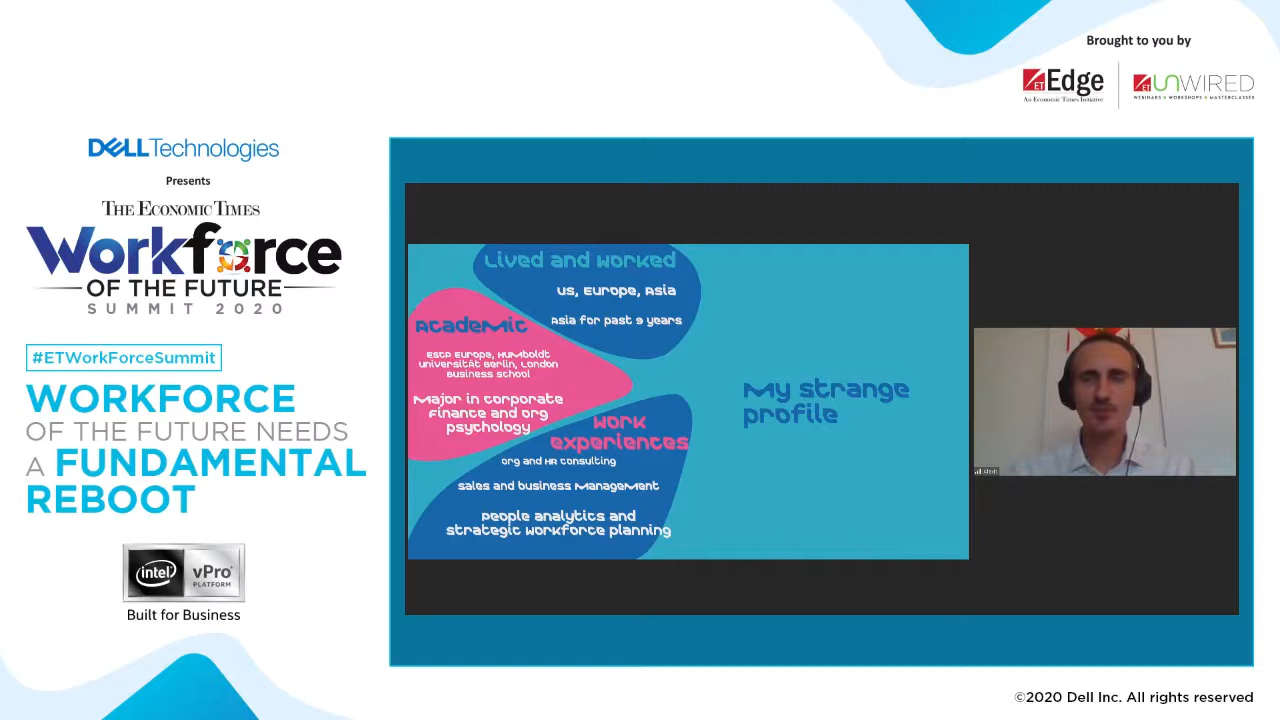 Brought to you by
ET Edge
An Economic Times Initiative
ET UNWIRED
WEBINARS • WORKSHOPS • MASTERCLASSES
DELL Technologies
Presents
THE ECONOMIC TIMES
Workforce
OF THE FUTURE
SUMMIT 2020
#ETWorkForceSummit
WORKFORCE
OF THE FUTURE NEEDS
A FUNDAMENTAL
REBOOT
intel
vPro
PLATFORM
Built for Business
Lived and worked
US, Europe, Asia
Asia for past 9 years
Academic
ESCP Europe, Humboldt
Universität Berlin, London
Business School
Major in corporate
finance and org
psychology
Work
experiences
Org and HR consulting
Sales and business management
People analytics and
strategic workforce planning
My strange
profile
©2020 Dell Inc. All rights reserved